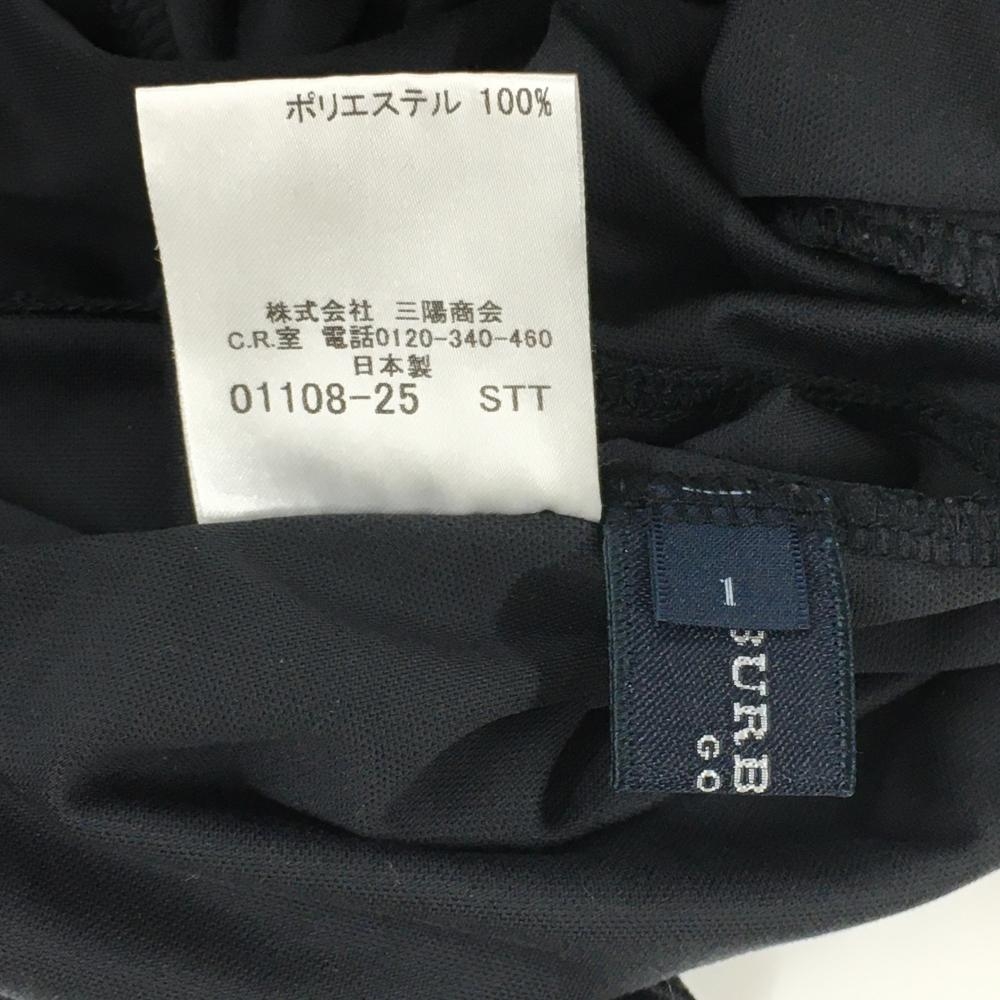 ポリエステル 100%
株式会社 三陽商会
C.R.室 電話0120-340-460
日本製
01108-25 STT
1
BURB
GO